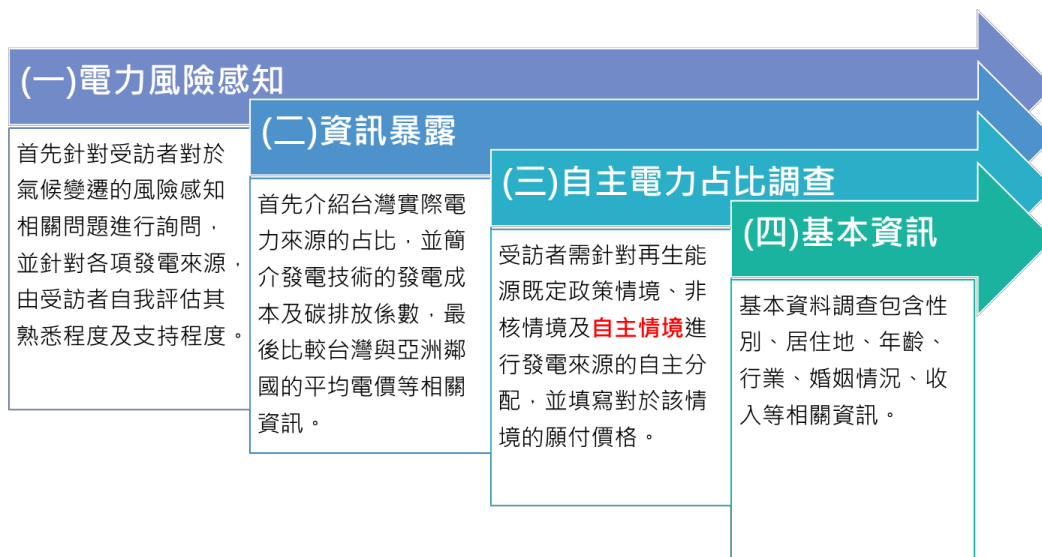 (一)電力風險感知
首先針對受訪者對於
氣候變遷的風險感知
相關問題進行詢問，
並針對各項發電來源，
由受訪者自我評估其
熟悉程度及支持程度。
(二)資訊暴露
首先介紹台灣實際電
力來源的占比，並簡
介發電技術的發電成
本及碳排放係數，最
後比較台灣與亞洲鄰
國的平均電價等相關
資訊。
(三)自主電力占比調查
受訪者需針對再生能
源既定政策情境、非
核情境及自主情境進
行發電來源的自主分
配，並填寫對於該情
境的願付價格。
(四)基本資訊
基本資料調查包含性
別、居住地、年齡、
行業、婚姻情況、收
入等相關資訊。